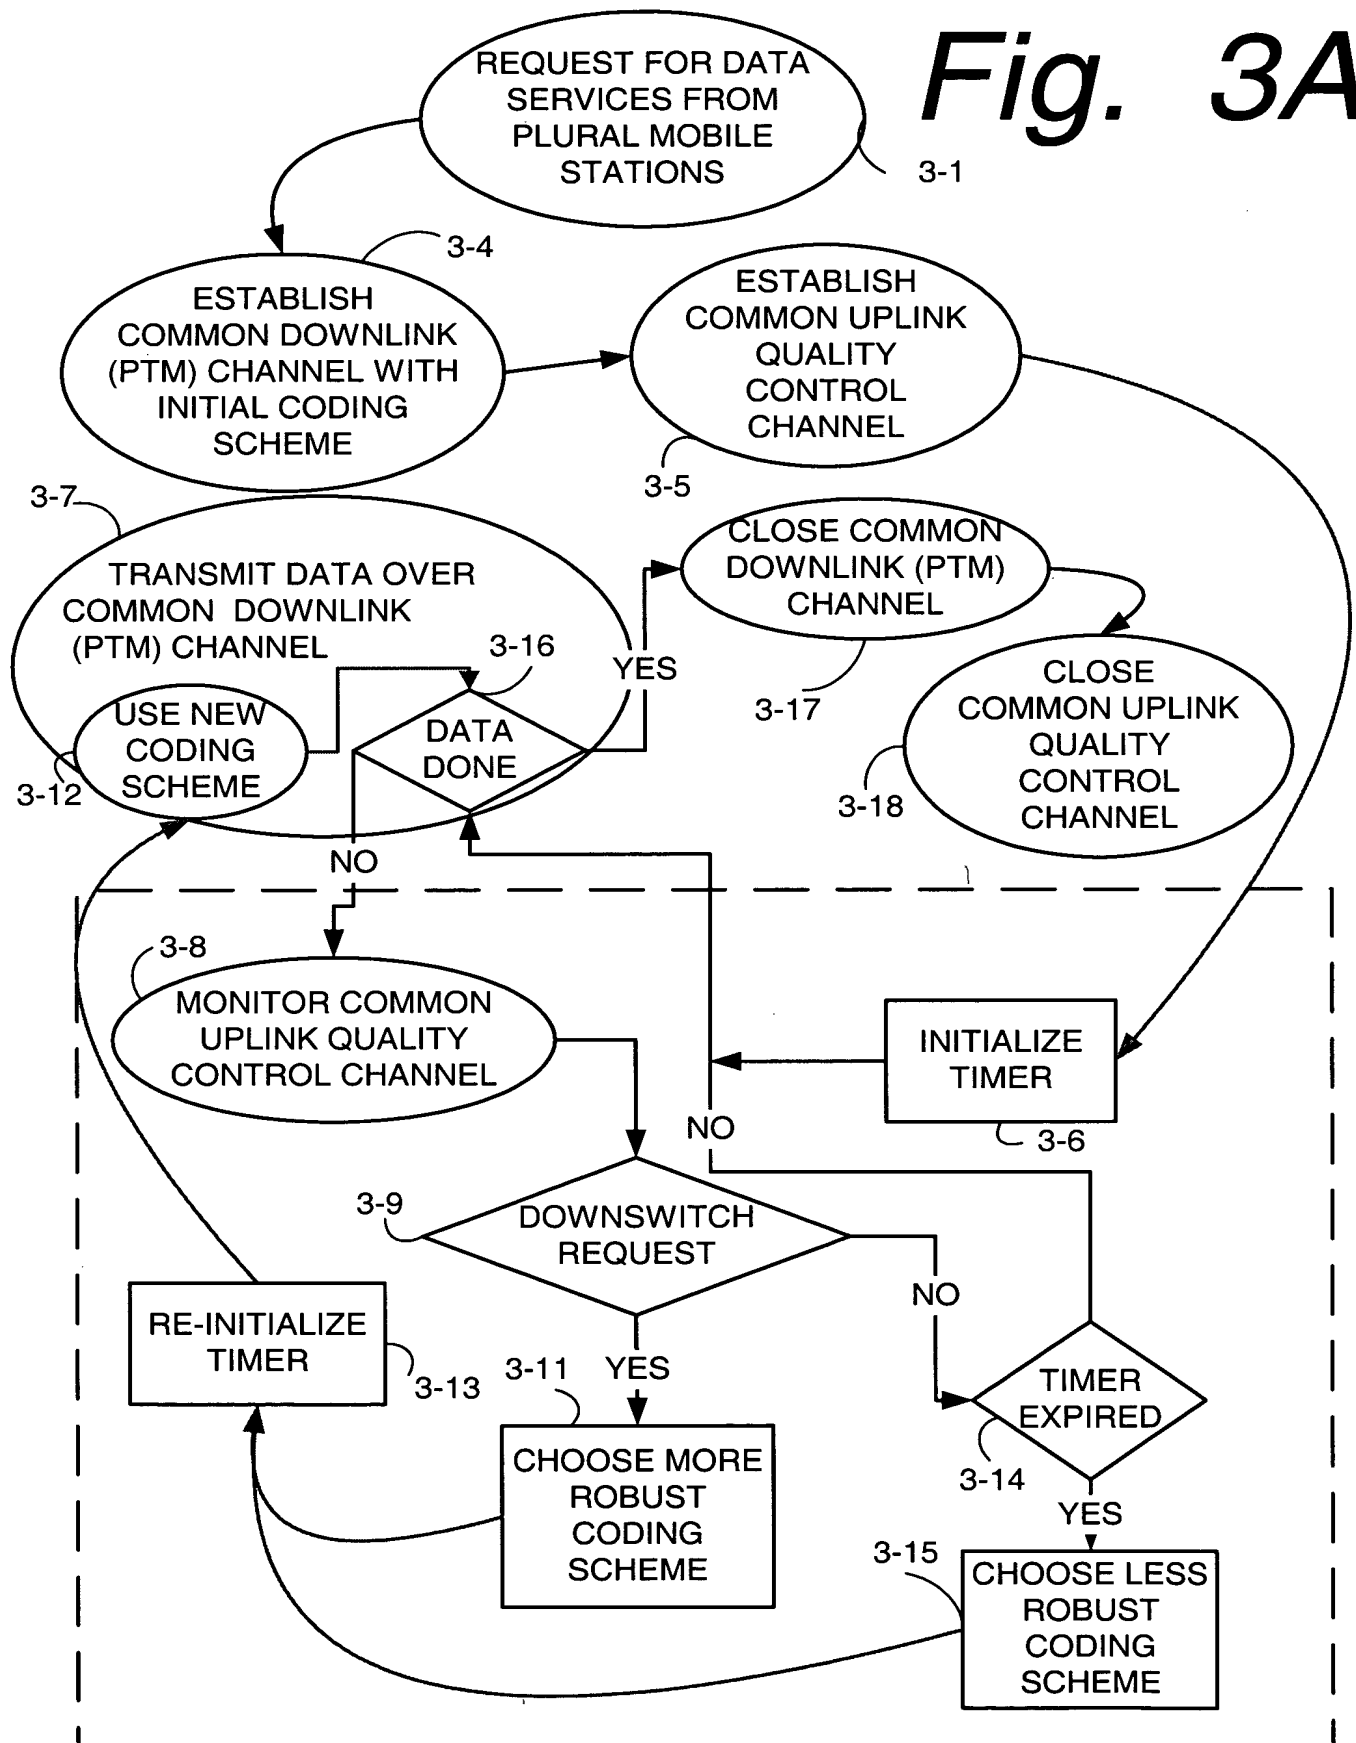 Fig. 3A
REQUEST FOR DATA
SERVICES FROM
PLURAL MOBILE
STATIONS
3-1
3-4
ESTABLISH
COMMON DOWNLINK
(PTM) CHANNEL WITH
INITIAL CODING
SCHEME
ESTABLISH
COMMON UPLINK
QUALITY
CONTROL
CHANNEL
3-5
3-7
TRANSMIT DATA OVER
COMMON DOWNLINK
(PTM) CHANNEL
3-16
YES
CLOSE COMMON
DOWNLINK (PTM)
CHANNEL
3-17
USE NEW
CODING
SCHEME
3-12
DATA
DONE
CLOSE
COMMON UPLINK
QUALITY
CONTROL
CHANNEL
3-18
NO
3-8
MONITOR COMMON
UPLINK QUALITY
CONTROL CHANNEL
INITIALIZE
TIMER
3-6
NO
3-9
DOWNSWITCH
REQUEST
NO
RE-INITIALIZE
TIMER
3-13
3-11
YES
TIMER
EXPIRED
3-14
CHOOSE MORE
ROBUST
CODING
SCHEME
YES
3-15
CHOOSE LESS
ROBUST
CODING
SCHEME